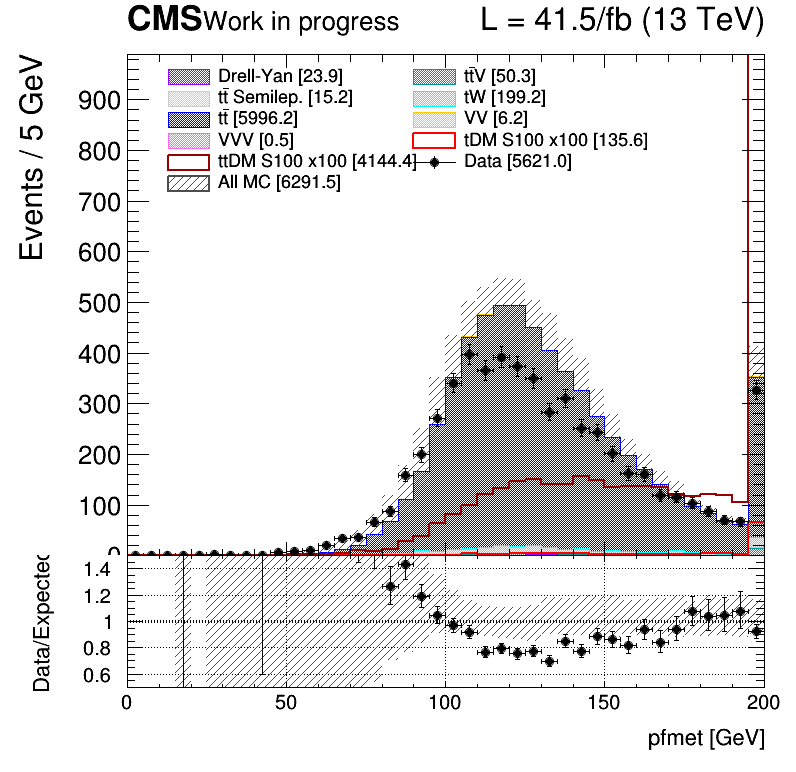 CMS Work in progress L = 41.5/fb (13 TeV)
Drell-Yan [23.9] tt̄V [50.3]
tt̄ Semilep. [15.2] tW [199.2]
tt̄ [5996.2] VV [6.2]
VVV [0.5] tDM S100 x100 [135.6]
ttDM S100 x100 [4144.4] Data [5621.0]
All MC [6291.5]
Events / 5 GeV
900
800
700
600
500
400
300
200
100
0
Data/Expected
1.4
1.2
1
0.8
0.6
0 50 100 150 200
pfmet [GeV]